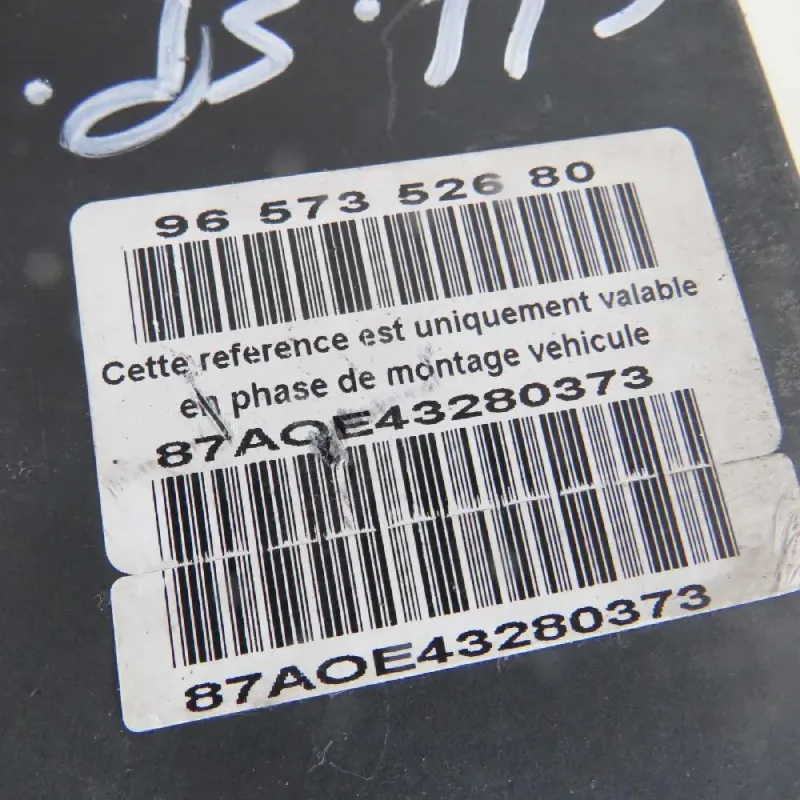 96 573 526 80
Cette reference est uniquement valable
en phase de montage vehicule
87AOE43280373
87AOE43280373